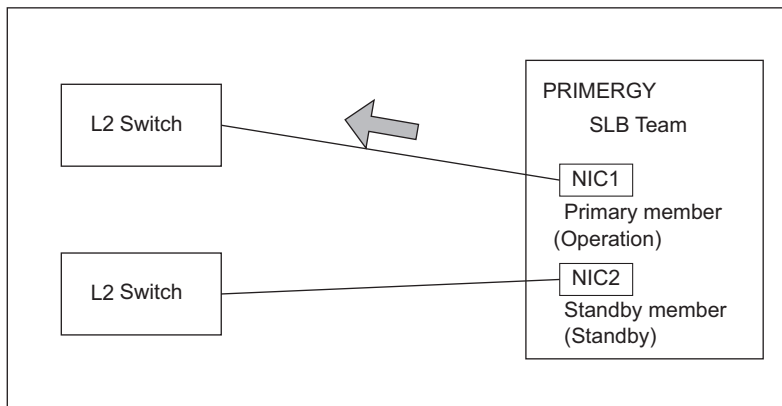 L2 Switch
L2 Switch
PRIMERGY
SLB Team
NIC1
Primary member
(Operation)
NIC2
Standby member
(Standby)